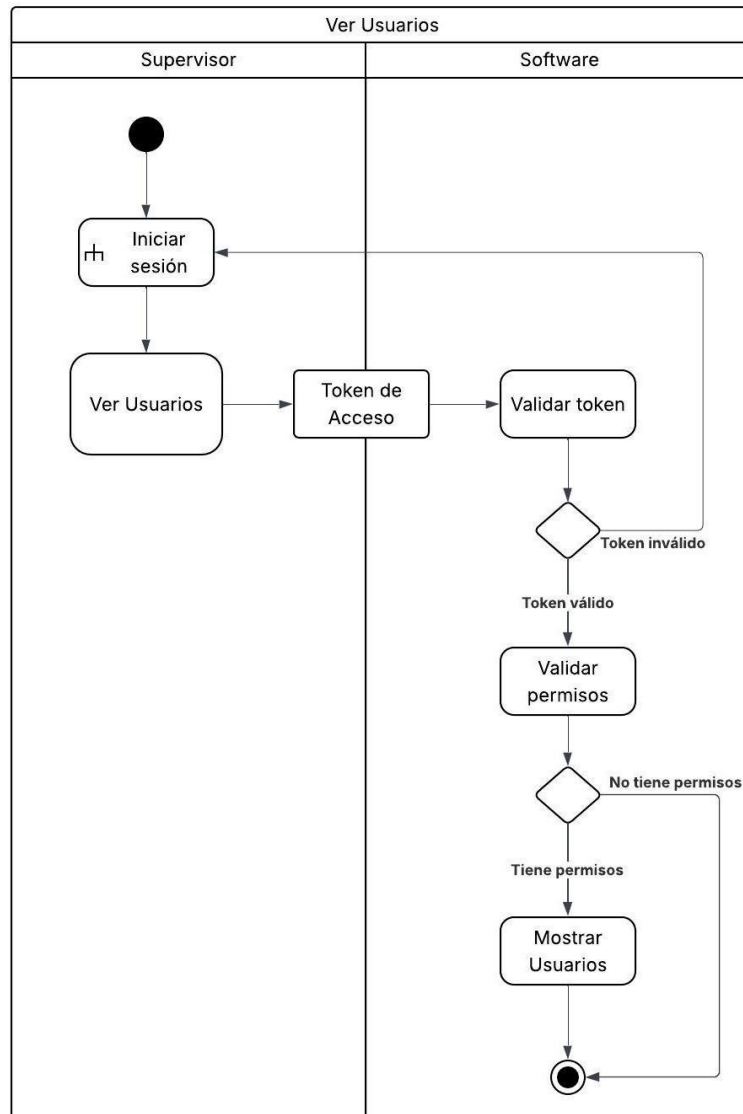 Ver Usuarios
Supervisor
Software
Iniciar
sesión
Ver Usuarios
Token de
Acceso
Validar token
Token inválido
Token válido
Validar
permisos
No tiene permisos
Tiene permisos
Mostrar
Usuarios